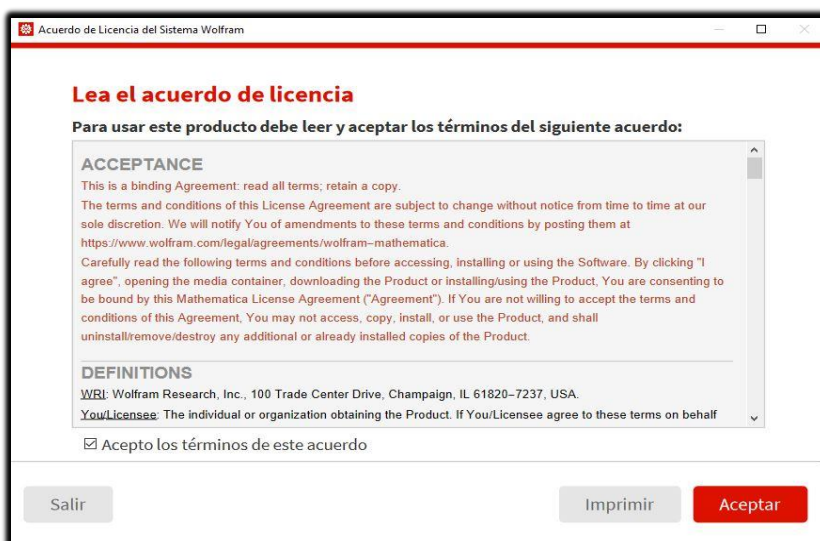 Acuerdo de Licencia del Sistema Wolfram
Lea el acuerdo de licencia
Para usar este producto debe leer y aceptar los términos del siguiente acuerdo:
ACCEPTANCE
This is a binding Agreement: read all terms; retain a copy.
The terms and conditions of this License Agreement are subject to change without notice from time to time at our
sole discretion. We will notify You of amendments to these terms and conditions by posting them at
https://www.wolfram.com/legal/agreements/wolfram–mathematica.
Carefully read the following terms and conditions before accessing, installing or using the Software. By clicking "I
agree", opening the media container, downloading the Product or installing/using the Product, You are consenting to
be bound by this Mathematica License Agreement ("Agreement"). If You are not willing to accept the terms and
conditions of this Agreement, You may not access, copy, install, or use the Product, and shall
uninstall/remove/destroy any additional or already installed copies of the Product.
DEFINITIONS
WRI: Wolfram Research, Inc., 100 Trade Center Drive, Champaign, IL 61820–7237, USA.
You/Licensee: The individual or organization obtaining the Product. If You/Licensee agree to these terms on behalf
Acepto los términos de este acuerdo
Salir
Imprimir
Aceptar